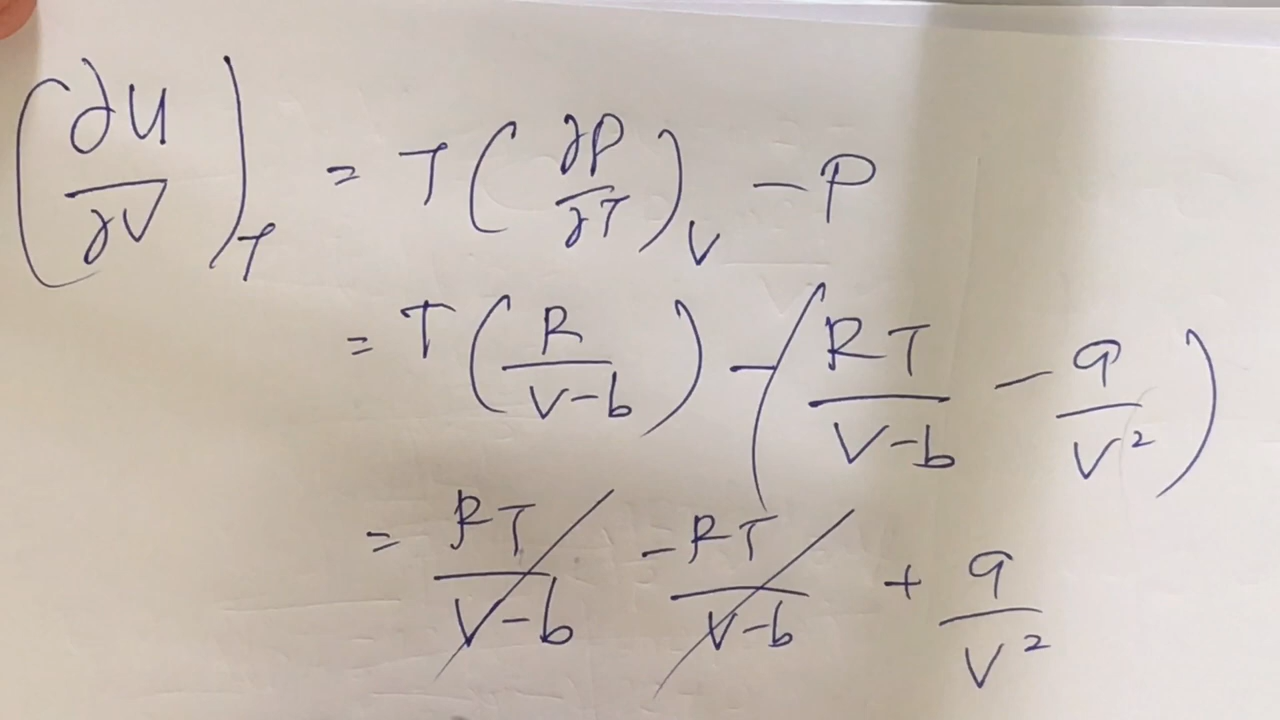 (∂U/∂V)_T = T(∂P/∂T)_V - P
= T(R/V-b) - (RT/V-b - a/V²)
= RT/V-b - RT/V-b + a/V²